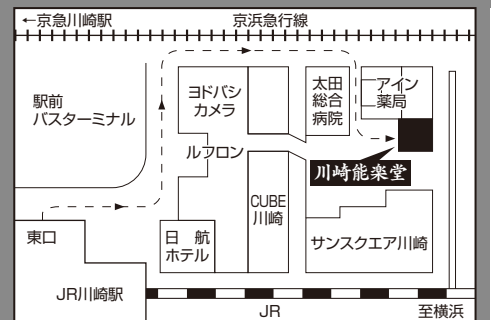 ←京急川崎駅
京浜急行線
駅前
バスターミナル
ヨドバシ
カメラ
ルフロン
太田
総合
病院
アイン
薬局
川崎能楽堂
CUBE
川崎
東口
日 航
ホテル
サンスクエア川崎
JR川崎駅
JR
至横浜